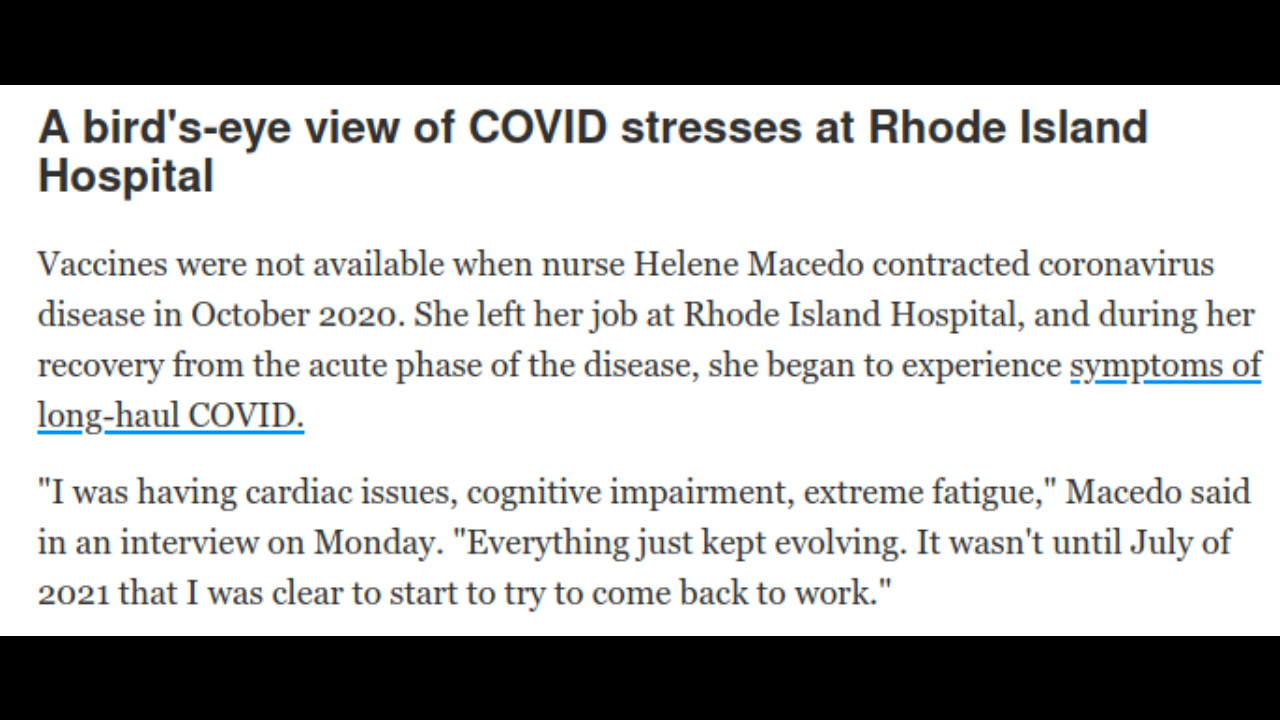 A bird's-eye view of COVID stresses at Rhode Island
Hospital
Vaccines were not available when nurse Helene Macedo contracted coronavirus
disease in October 2020. She left her job at Rhode Island Hospital, and during her
recovery from the acute phase of the disease, she began to experience symptoms of
long-haul COVID.
"I was having cardiac issues, cognitive impairment, extreme fatigue," Macedo said
in an interview on Monday. "Everything just kept evolving. It wasn't until July of
2021 that I was clear to start to try to come back to work."